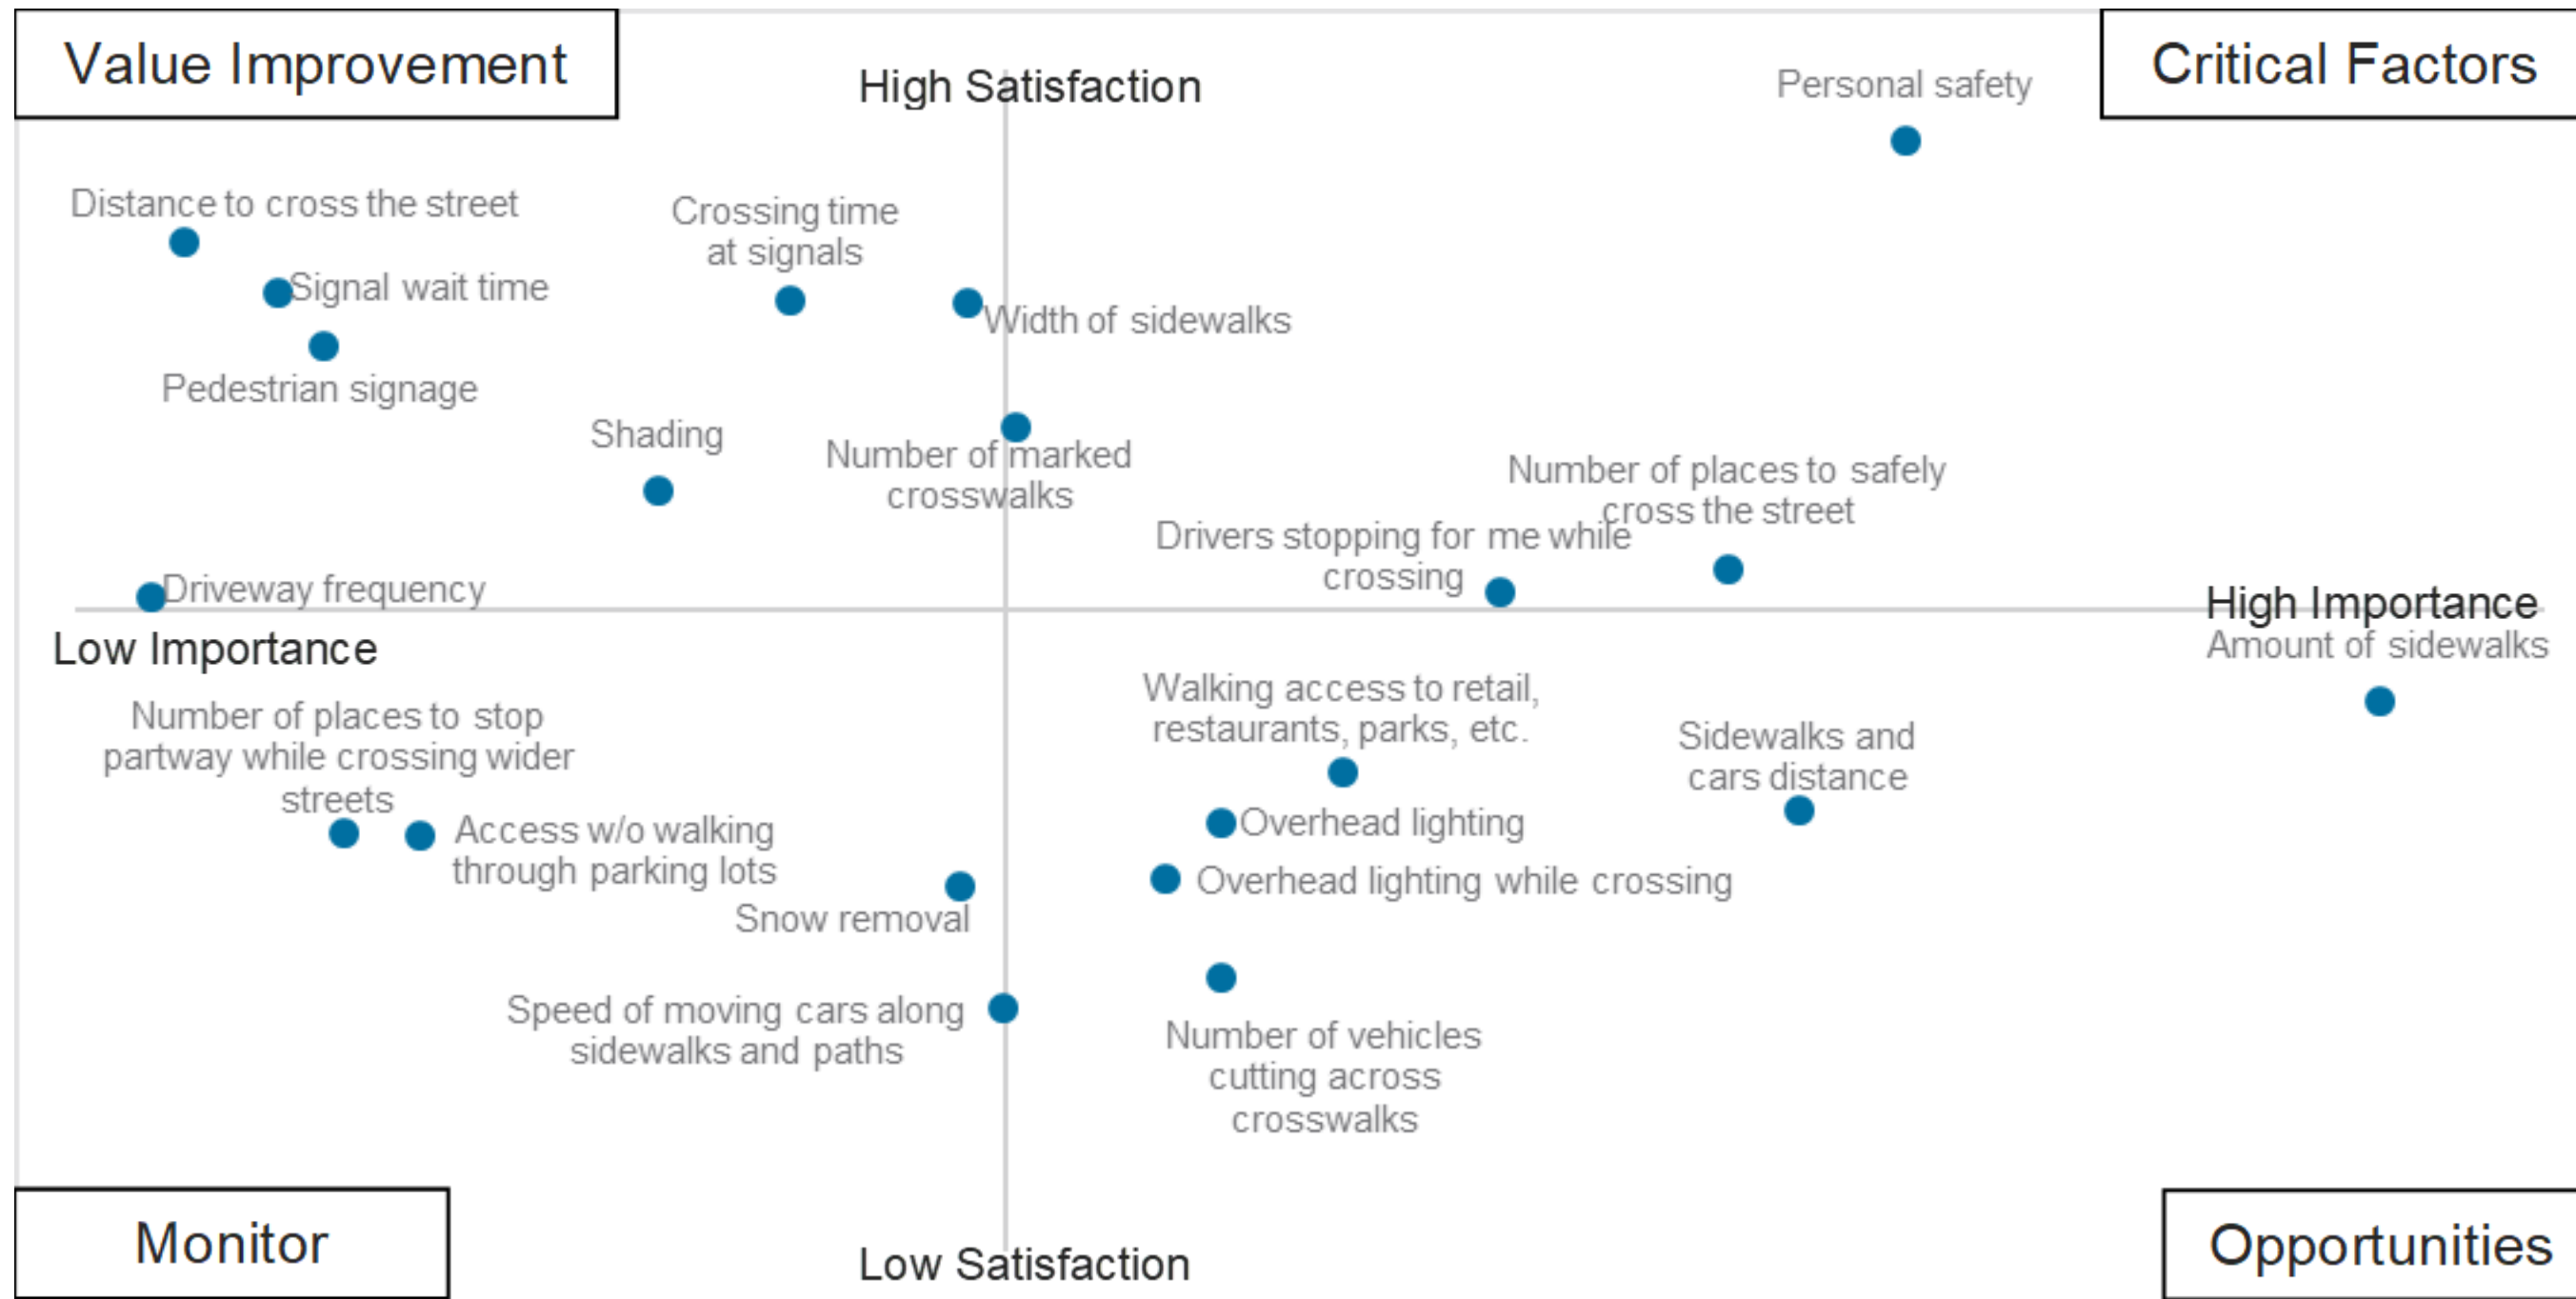 Value Improvement
Critical Factors
High Satisfaction
Personal safety
Distance to cross the street
Crossing time
at signals
Signal wait time
Width of sidewalks
Pedestrian signage
Shading
Number of marked
crosswalks
Number of places to safely
cross the street
Drivers stopping for me while
crossing
Driveway frequency
High Importance
Low Importance
Amount of sidewalks
Number of places to stop
partway while crossing wider
streets
Walking access to retail,
restaurants, parks, etc.
Sidewalks and
cars distance
Access w/o walking
through parking lots
Overhead lighting
Overhead lighting while crossing
Snow removal
Speed of moving cars along
sidewalks and paths
Number of vehicles
cutting across
crosswalks
Monitor
Low Satisfaction
Opportunities